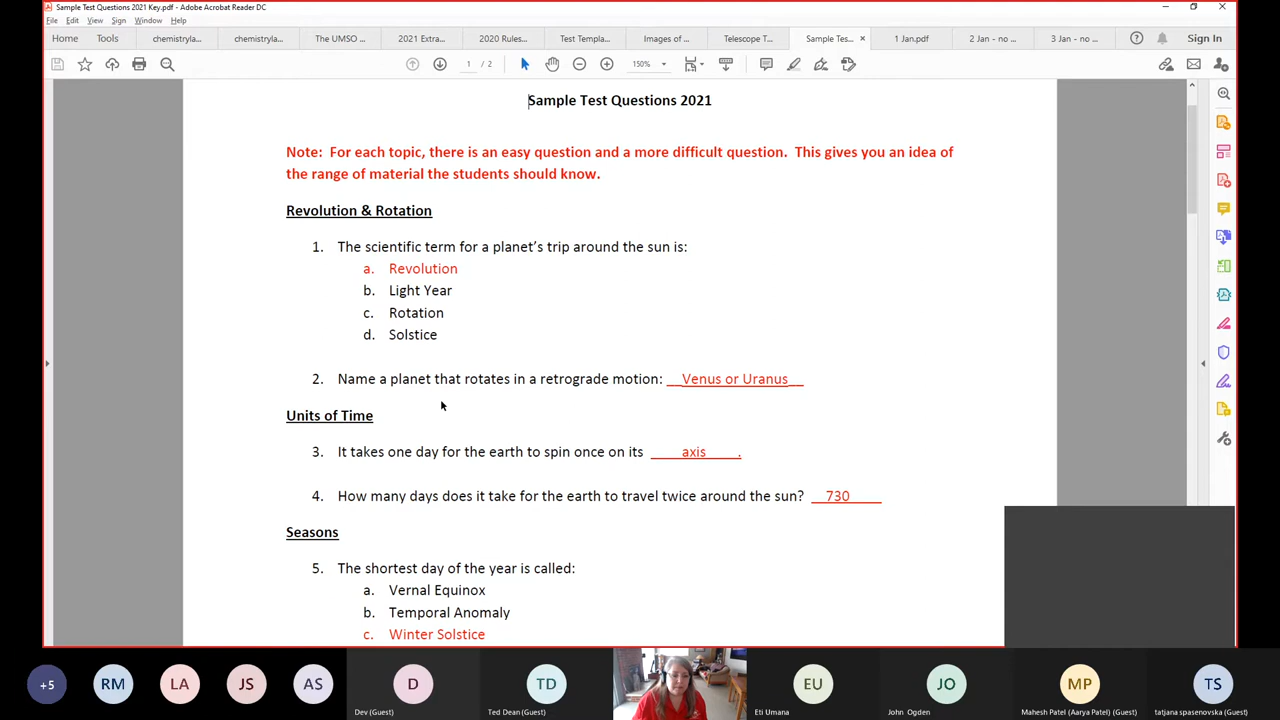 Sample Test Questions 2021 Key.pdf - Adobe Acrobat Reader DC
File Edit View Sign Window Help
Home Tools chemistryla... chemistryla... The UMSO ... 2021 Extra... 2020 Rules... Test Templa... Images of ... Telescope T... Sample Tes... × 1 Jan.pdf 2 Jan - no ... 3 Jan - no ... Sign In
1 / 2 150%
Sample Test Questions 2021
Note: For each topic, there is an easy question and a more difficult question. This gives you an idea of
the range of material the students should know.
Revolution & Rotation
1. The scientific term for a planet's trip around the sun is:
a. Revolution
b. Light Year
c. Rotation
d. Solstice
2. Name a planet that rotates in a retrograde motion: __Venus or Uranus__
Units of Time
3. It takes one day for the earth to spin once on its ____axis____.
4. How many days does it take for the earth to travel twice around the sun? __730____
Seasons
5. The shortest day of the year is called:
a. Vernal Equinox
b. Temporal Anomaly
c. Winter Solstice
+5 RM LA JS AS D TD EU JO MP TS
Dev (Guest) Ted Dean (Guest) Eti Umana John Ogden Mahesh Patel (Aarya Patel) (Guest) tatjana spasenovska (Guest)